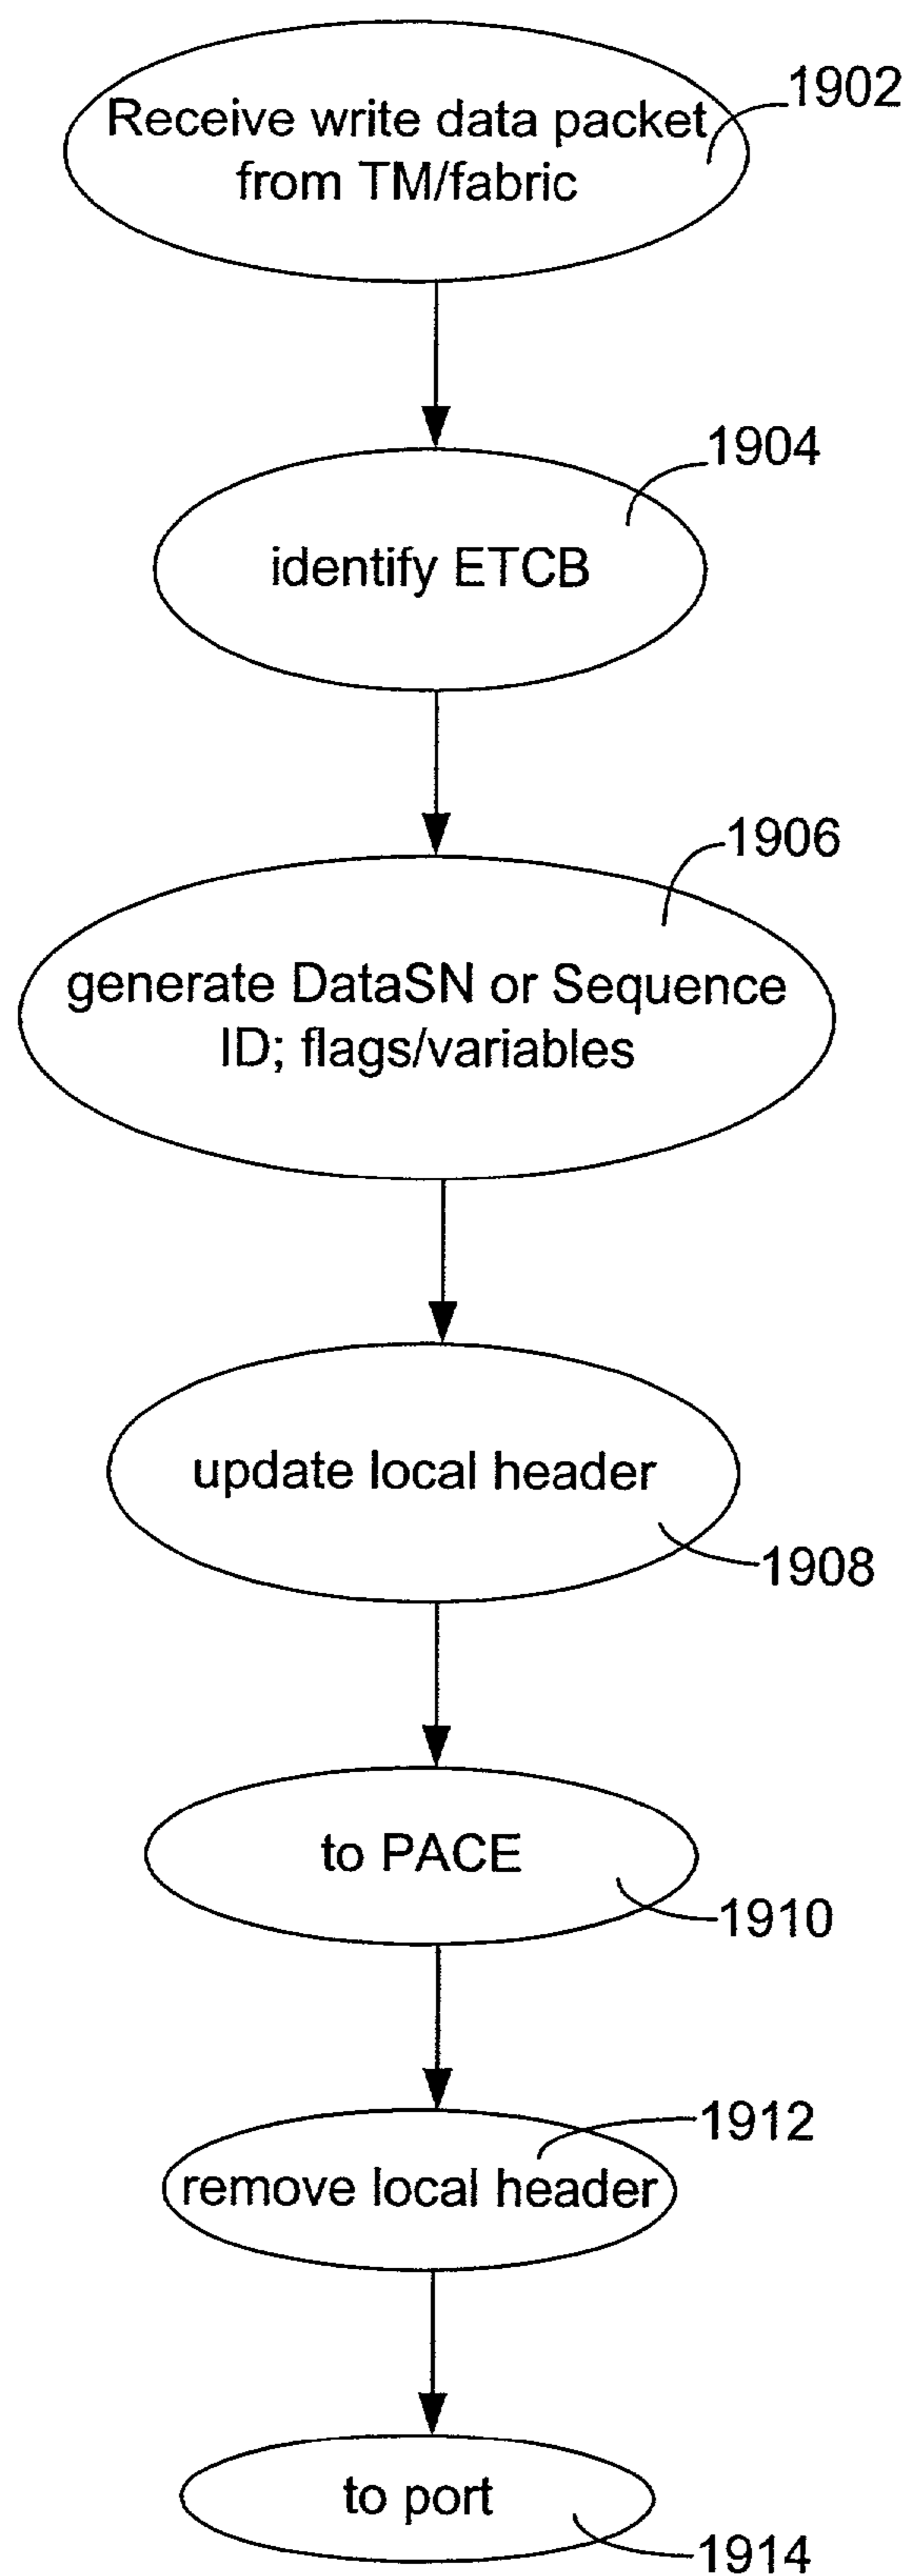 Receive write data packet
from TM/fabric
1902
identify ETCB
1904
generate DataSN or Sequence
ID; flags/variables
1906
update local header
1908
to PACE
1910
remove local header
1912
to port
1914